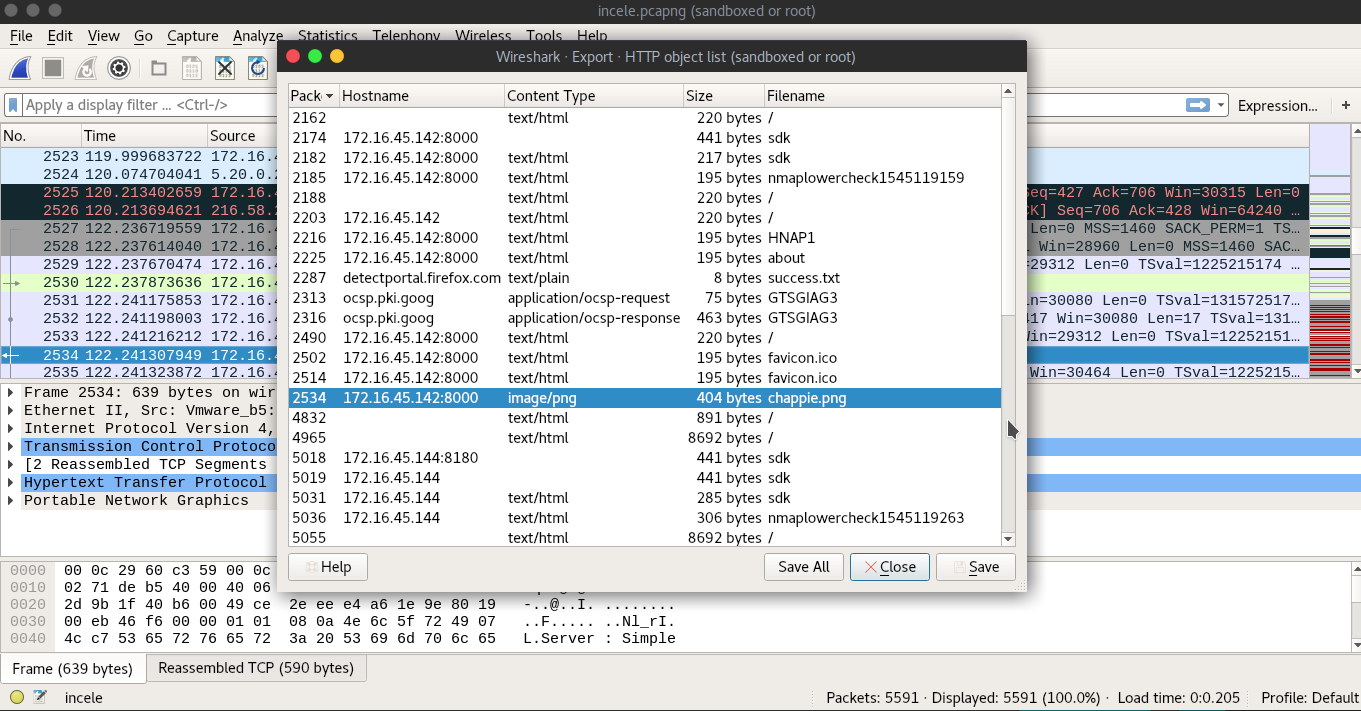 incele.pcapng (sandboxed or root)
File Edit View Go Capture Analyze Statistics Telephony Wireless Tools Help
Wireshark · Export · HTTP object list (sandboxed or root)
Apply a display filter ... <Ctrl-/>
Expression... +
No. Time Source
2523 119.999683722 172.16.4
2524 120.074704041 5.20.0.2
2525 120.213402659 172.16.4
Seq=427 Ack=706 Win=30315 Len=0
2526 120.213694621 216.58.2
CK] Seq=706 Ack=428 Win=64240 …
2527 122.236719559 172.16.4
Len=0 MSS=1460 SACK_PERM=1 TS…
2528 122.237614040 172.16.4
Win=28960 Len=0 MSS=1460 SAC…
2529 122.237670474 172.16.4
=29312 Len=0 TSval=1225215174 …
2530 122.237873636 172.16.4
2531 122.241175853 172.16.4
n=30080 Len=0 TSval=131572517…
2532 122.241198003 172.16.4
417 Win=30080 Len=17 TSval=131…
2533 122.241216212 172.16.4
Win=29312 Len=0 TSval=1225215…
2534 122.241307949 172.16.4
2535 122.241323872 172.16.4
n=30464 Len=0 TSval=1225215…
Pack Hostname Content Type Size Filename
2162 text/html 220 bytes /
2174 172.16.45.142:8000 441 bytes sdk
2182 172.16.45.142:8000 text/html 217 bytes sdk
2185 172.16.45.142:8000 text/html 195 bytes nmaplowercheck1545119159
2188 text/html 220 bytes /
2203 172.16.45.142 text/html 220 bytes /
2216 172.16.45.142:8000 text/html 195 bytes HNAP1
2225 172.16.45.142:8000 text/html 195 bytes about
2287 detectportal.firefox.com text/plain 8 bytes success.txt
2313 ocsp.pki.goog application/ocsp-request 75 bytes GTSGIAG3
2316 ocsp.pki.goog application/ocsp-response 463 bytes GTSGIAG3
2490 172.16.45.142:8000 text/html 220 bytes /
2502 172.16.45.142:8000 text/html 195 bytes favicon.ico
2514 172.16.45.142:8000 text/html 195 bytes favicon.ico
2534 172.16.45.142:8000 image/png 404 bytes chappie.png
4832 text/html 891 bytes /
4965 text/html 8692 bytes /
5018 172.16.45.144:8180 441 bytes sdk
5019 172.16.45.144 441 bytes sdk
5031 172.16.45.144 text/html 285 bytes sdk
5036 172.16.45.144 text/html 306 bytes nmaplowercheck1545119263
5055 text/html 8692 bytes /
Help Save All Close Save
Frame 2534: 639 bytes on wir
Ethernet II, Src: Vmware_b5:
Internet Protocol Version 4,
Transmission Control Protoco
[2 Reassembled TCP Segments
Hypertext Transfer Protocol
Portable Network Graphics
0000 00 0c 29 60 c3 59 00 0c
0010 02 71 de b5 40 00 40 06
0020 2d 9b 1f 40 b6 00 49 ce 2e ee e4 a6 1e 9e 80 19 -..@..I. ........
0030 00 eb 46 f6 00 00 01 01 08 0a 4e 6c 5f 72 49 07 ..F..... ..Nl_rI.
0040 4c c7 53 65 72 76 65 72 3a 20 53 69 6d 70 6c 65 L.Server : Simple
Frame (639 bytes) Reassembled TCP (590 bytes)
incele Packets: 5591 · Displayed: 5591 (100.0%) · Load time: 0:0.205 Profile: Default